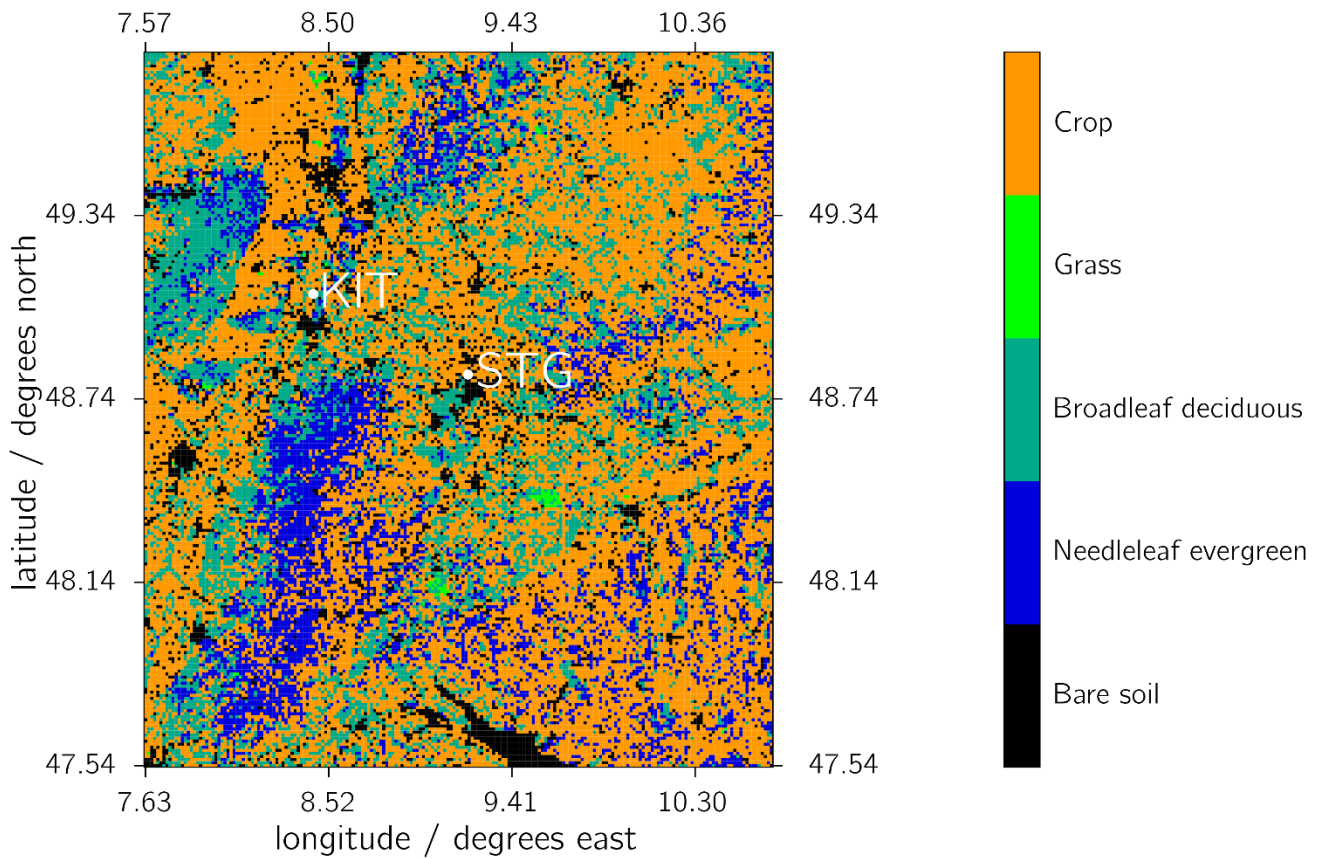 7.57 8.50 9.43 10.36
Crop
49.34 49.34
Grass
KIT
STG
48.74 48.74
Broadleaf deciduous
latitude / degrees north
48.14 48.14
Needleleaf evergreen
Bare soil
47.54 47.54
7.63 8.52 9.41 10.30
longitude / degrees east